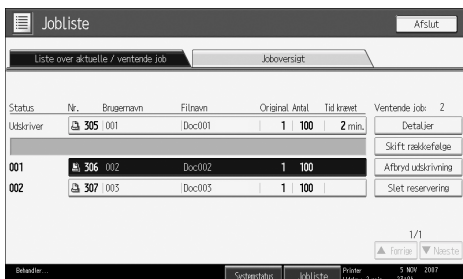 Jobliste
Afslut
Liste over aktuelle / ventende job
Joboversigt
Status Nr. Brugernavn Filnavn Original Antal Tid krævet Ventende job: 2
Udskriver 305 001 Doc001 1 100 2 min. Detaljer
Skift rækkefølge
001 306 002 Doc002 1 100 Afbryd udskrivning
002 307 003 Doc003 1 100 Slet reservering
1/1
Forrige Næste
Behandler... Systemstatus Jobliste Printer 5 NOV 2007